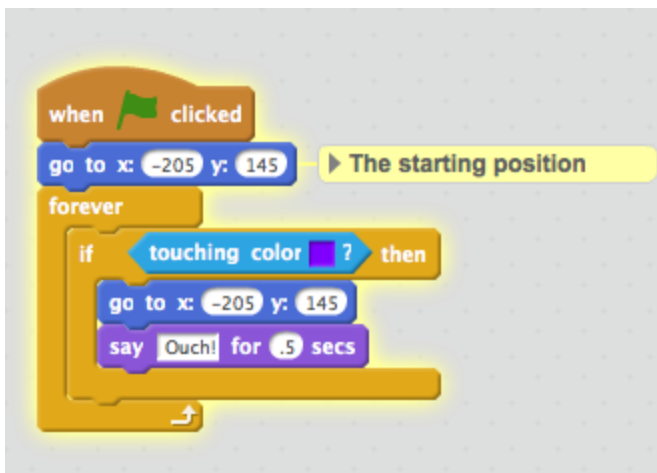 when clicked
go to x: -205 y: 145 The starting position
forever
if touching color ? then
go to x: -205 y: 145
say Ouch! for .5 secs